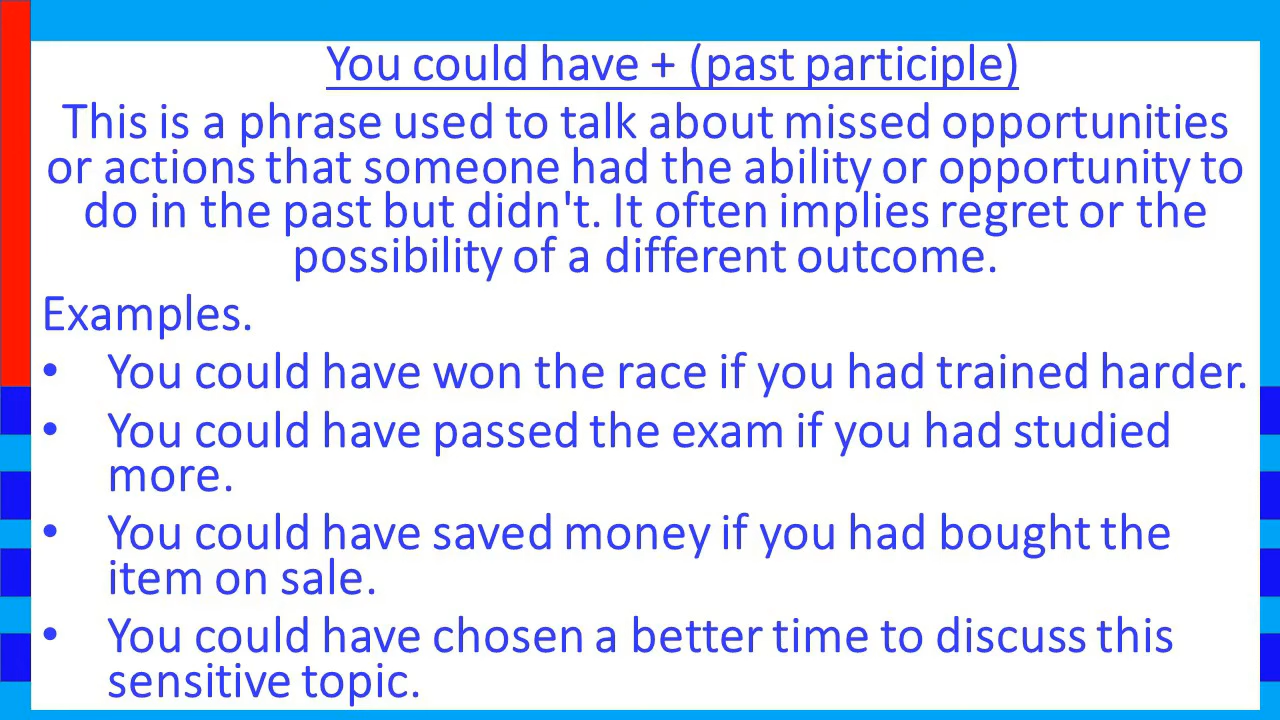 You could have + (past participle)
This is a phrase used to talk about missed opportunities
or actions that someone had the ability or opportunity to
do in the past but didn't. It often implies regret or the
possibility of a different outcome.
Examples.
• You could have won the race if you had trained harder.
• You could have passed the exam if you had studied
more.
• You could have saved money if you had bought the
item on sale.
• You could have chosen a better time to discuss this
sensitive topic.